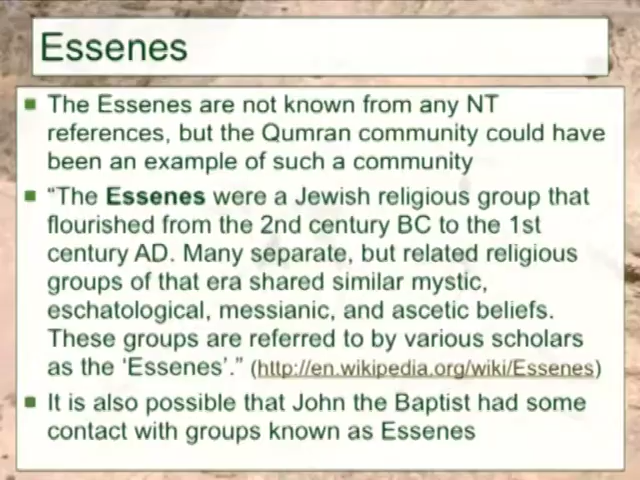 Essenes
The Essenes are not known from any NT
references, but the Qumran community could have
been an example of such a community
“The Essenes were a Jewish religious group that
flourished from the 2nd century BC to the 1st
century AD. Many separate, but related religious
groups of that era shared similar mystic,
eschatological, messianic, and ascetic beliefs.
These groups are referred to by various scholars
as the ‘Essenes’.” (http://en.wikipedia.org/wiki/Essenes)
It is also possible that John the Baptist had some
contact with groups known as Essenes